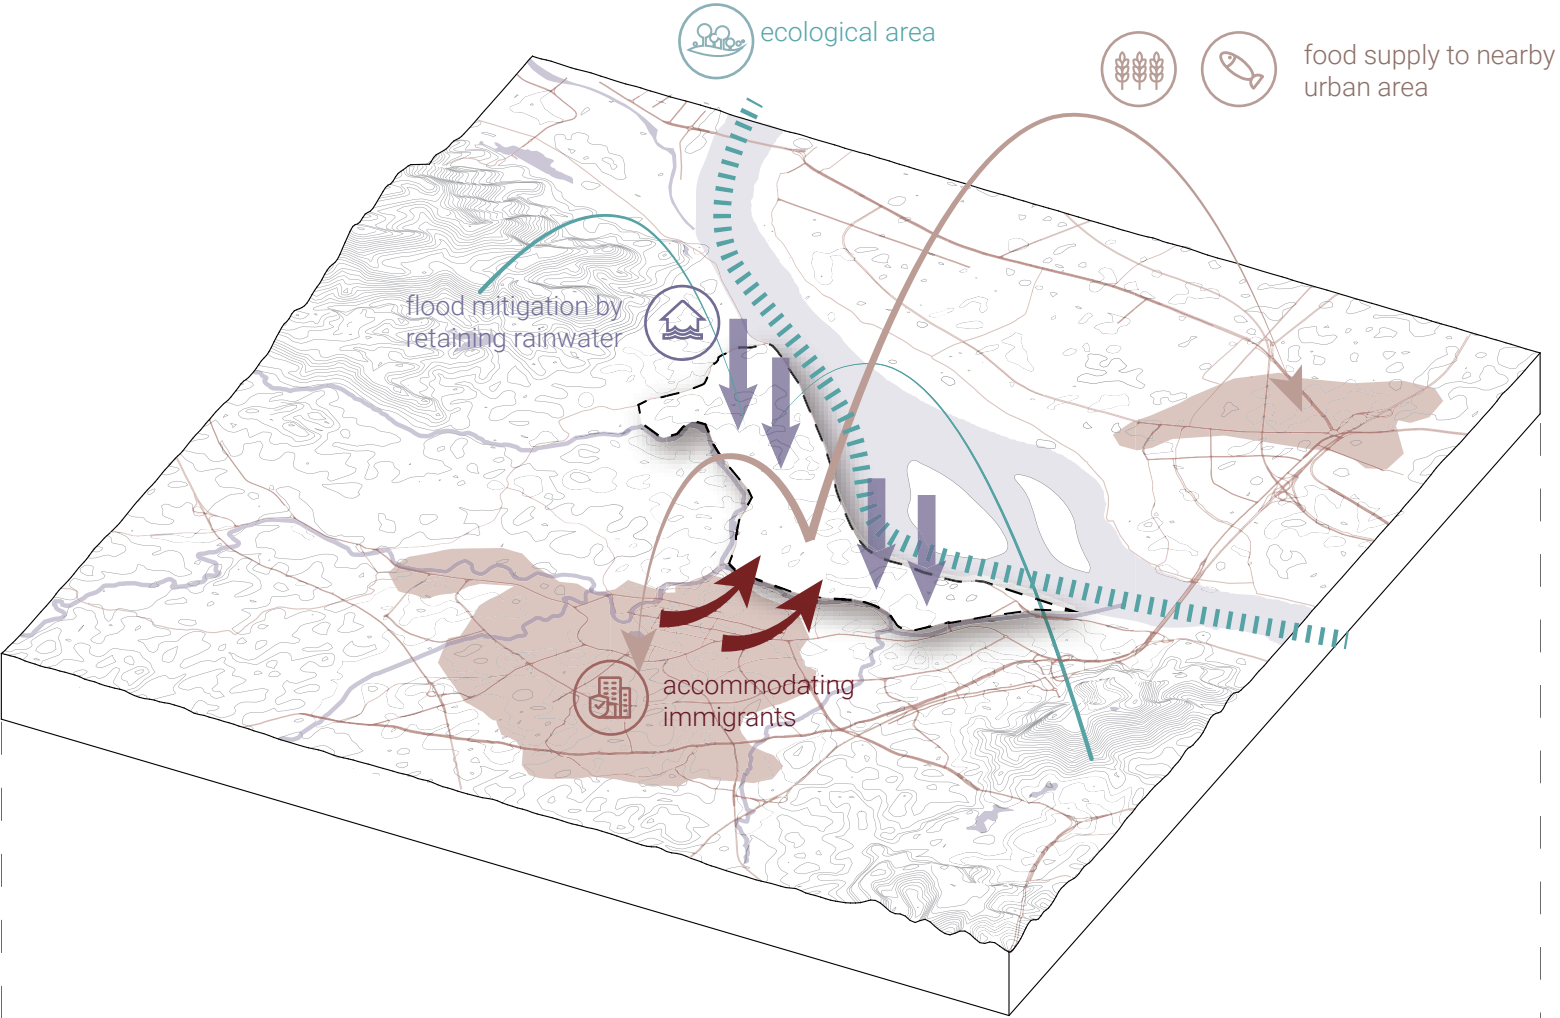 ecological area
food supply to nearby
urban area
flood mitigation by
retaining rainwater
accommodating
immigrants